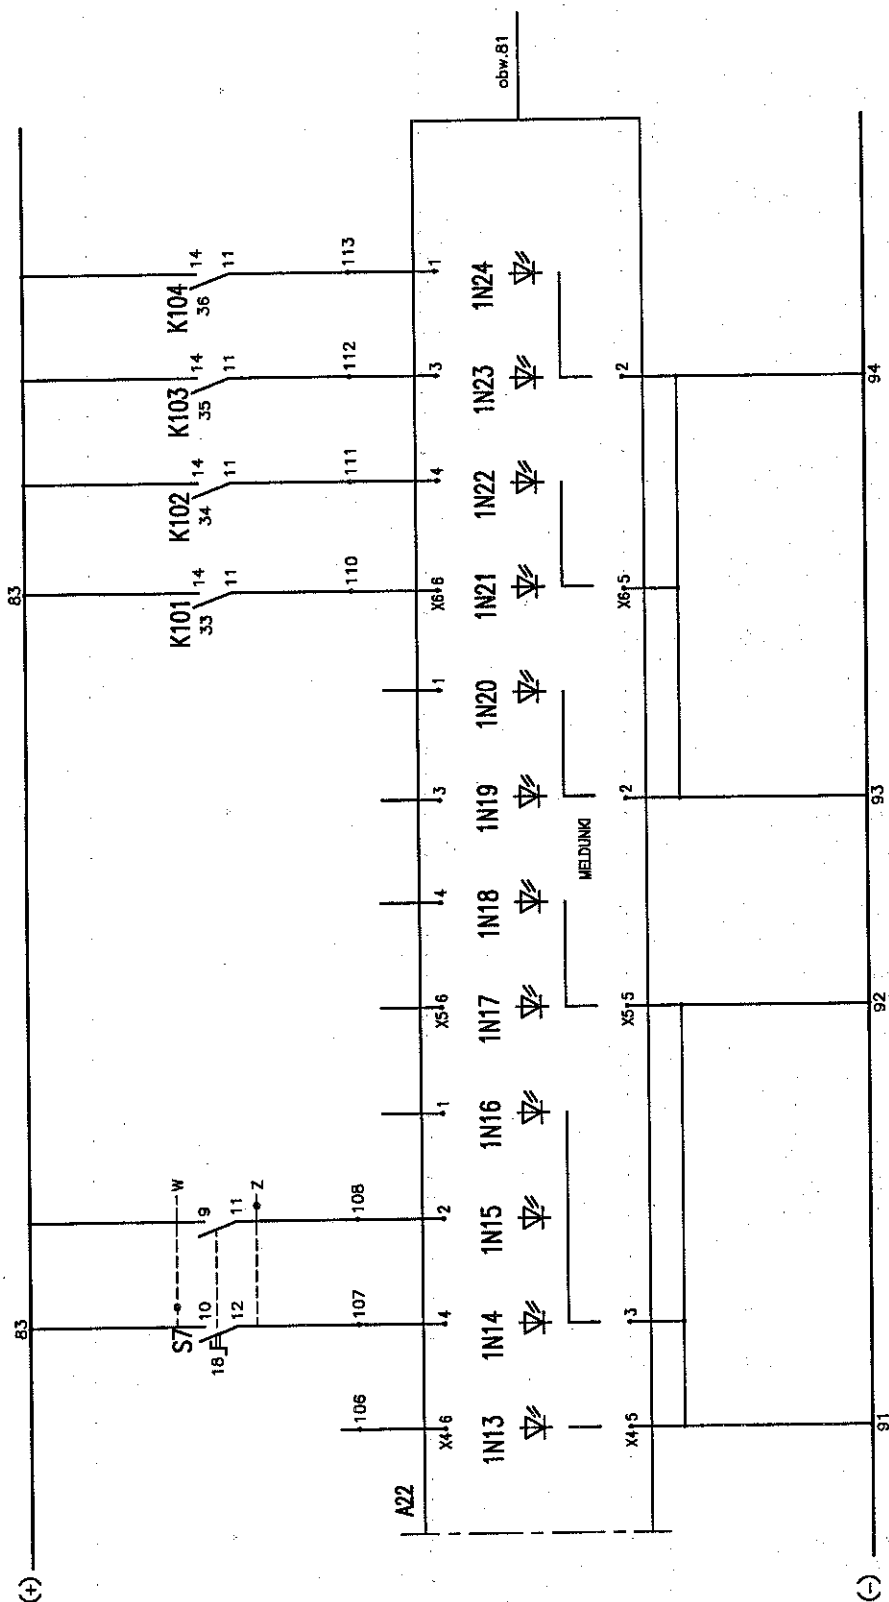 (+)
83
83
S7
18
10
12
9
11
W
Z
K101
33
14
11
K102
34
14
11
K103
35
14
11
K104
36
14
11
106
107
108
110
111
112
113
A22
X4 6
4
2
1
X5 6
4
3
1
X6 6
4
3
1
obw.81
1N13
1N14
1N15
1N16
1N17
1N18
1N19
1N20
1N21
1N22
1N23
1N24
MELDUNKI
X4 5
3
X5 5
2
X6 5
2
(-)
91
92
93
94